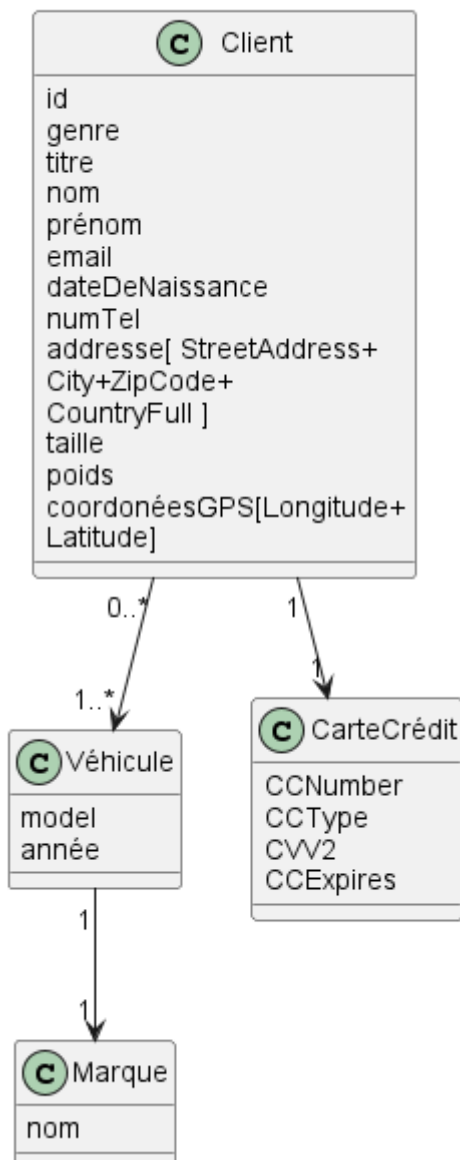 C Client
id
genre
titre
nom
prénom
email
dateDeNaissance
numTel
addresse[ StreetAddress+
City+ZipCode+
CountryFull ]
taille
poids
coordonéesGPS[Longitude+
Latitude]
0..*
1
1..*
1
C Véhicule
model
année
C CarteCrédit
CCNumber
CCType
CVV2
CCExpires
1
1
C Marque
nom